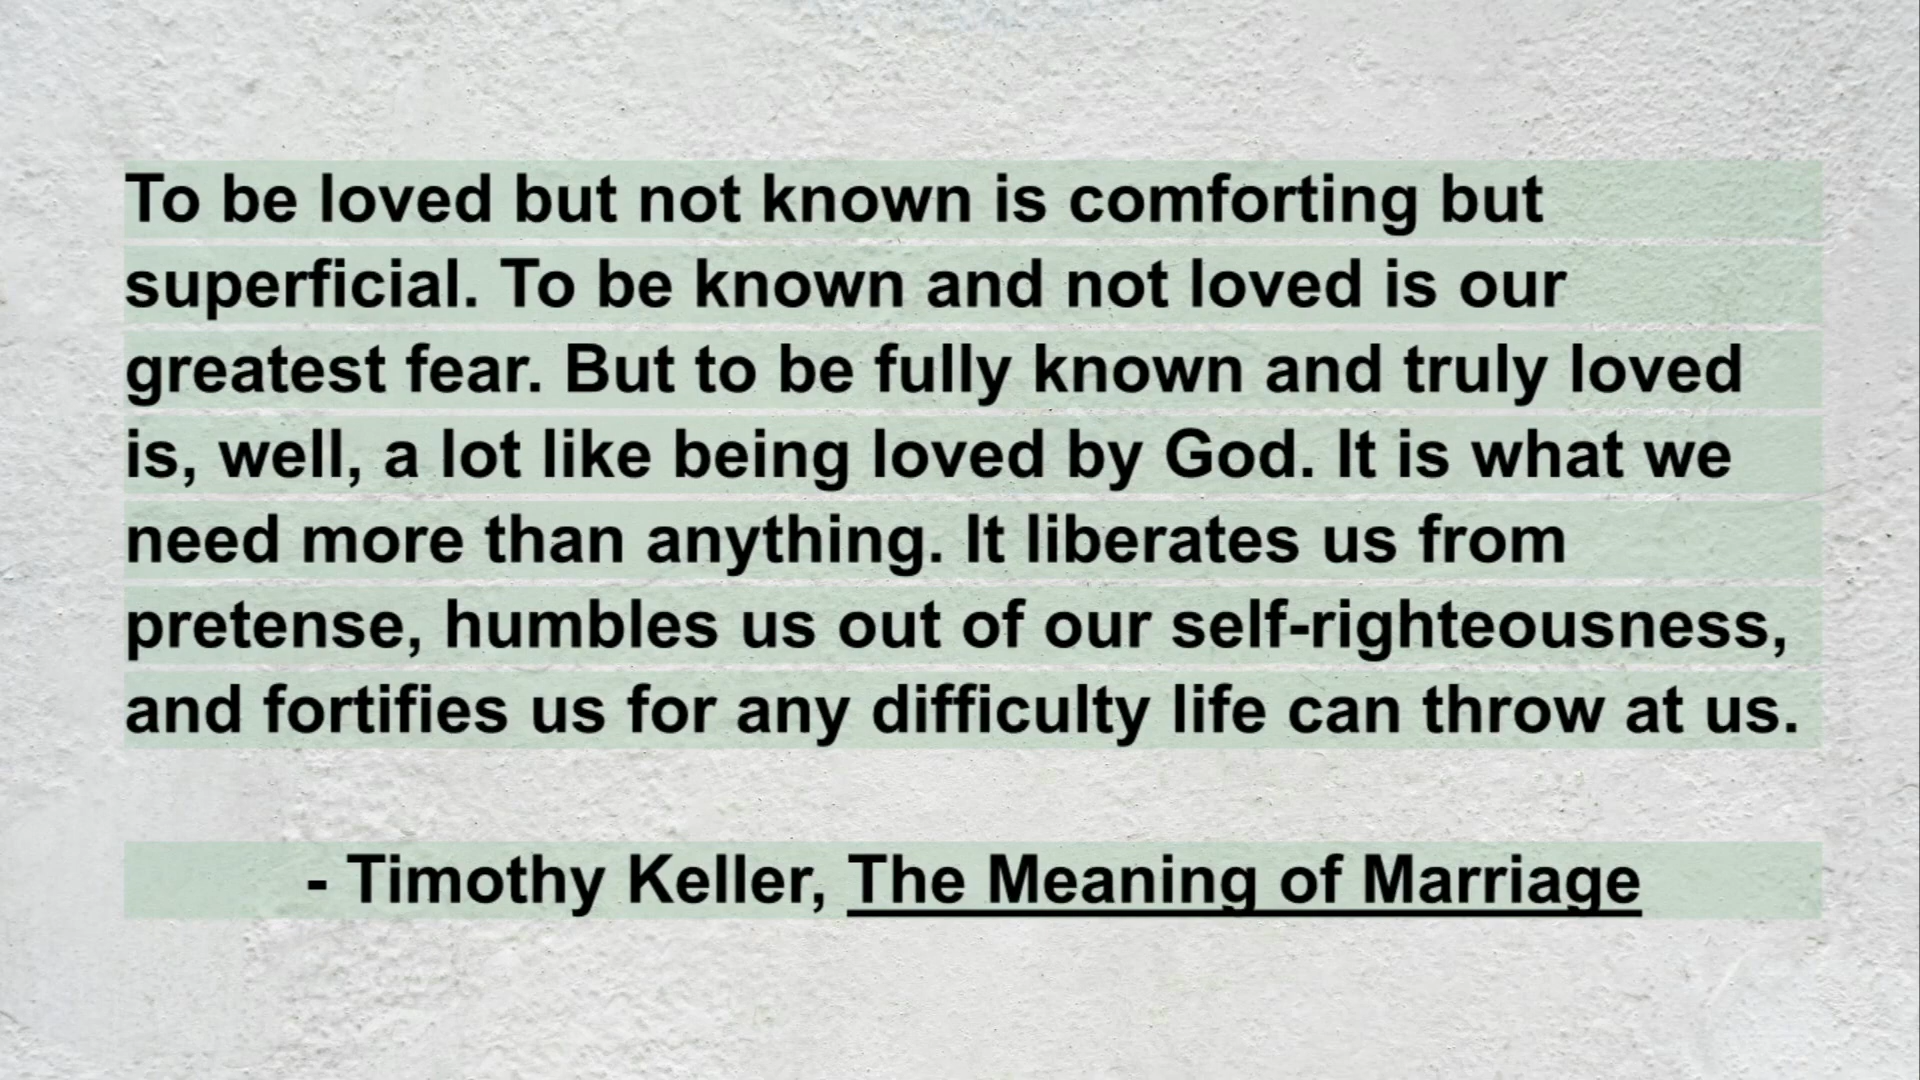 To be loved but not known is comforting but
superficial. To be known and not loved is our
greatest fear. But to be fully known and truly loved
is, well, a lot like being loved by God. It is what we
need more than anything. It liberates us from
pretense, humbles us out of our self-righteousness,
and fortifies us for any difficulty life can throw at us.
- Timothy Keller, The Meaning of Marriage